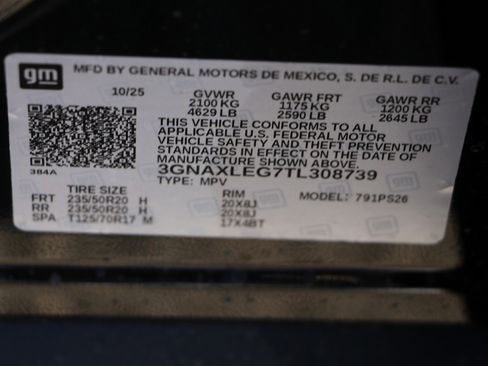 gm MFD BY GENERAL MOTORS DE MEXICO, S. DE R.L. DE C.V.
10/25 GVWR GAWR FRT GAWR RR
2100 KG 1175 KG 1200 KG
4629 LB 2590 LB 2645 LB
THIS VEHICLE CONFORMS TO ALL
APPLICABLE U.S. FEDERAL MOTOR
VEHICLE SAFETY AND THEFT PREVENTION
STANDARDS IN EFFECT ON THE DATE OF
MANUFACTURE SHOWN ABOVE.
384A 3GNAXLEG7TL308739
TYPE: MPV
TIRE SIZE RIM MODEL: 791PS26
FRT 235/50R20 H 20X8J
RR 235/50R20 H 20X8J
SPA T125/70R17 M 17X4BT